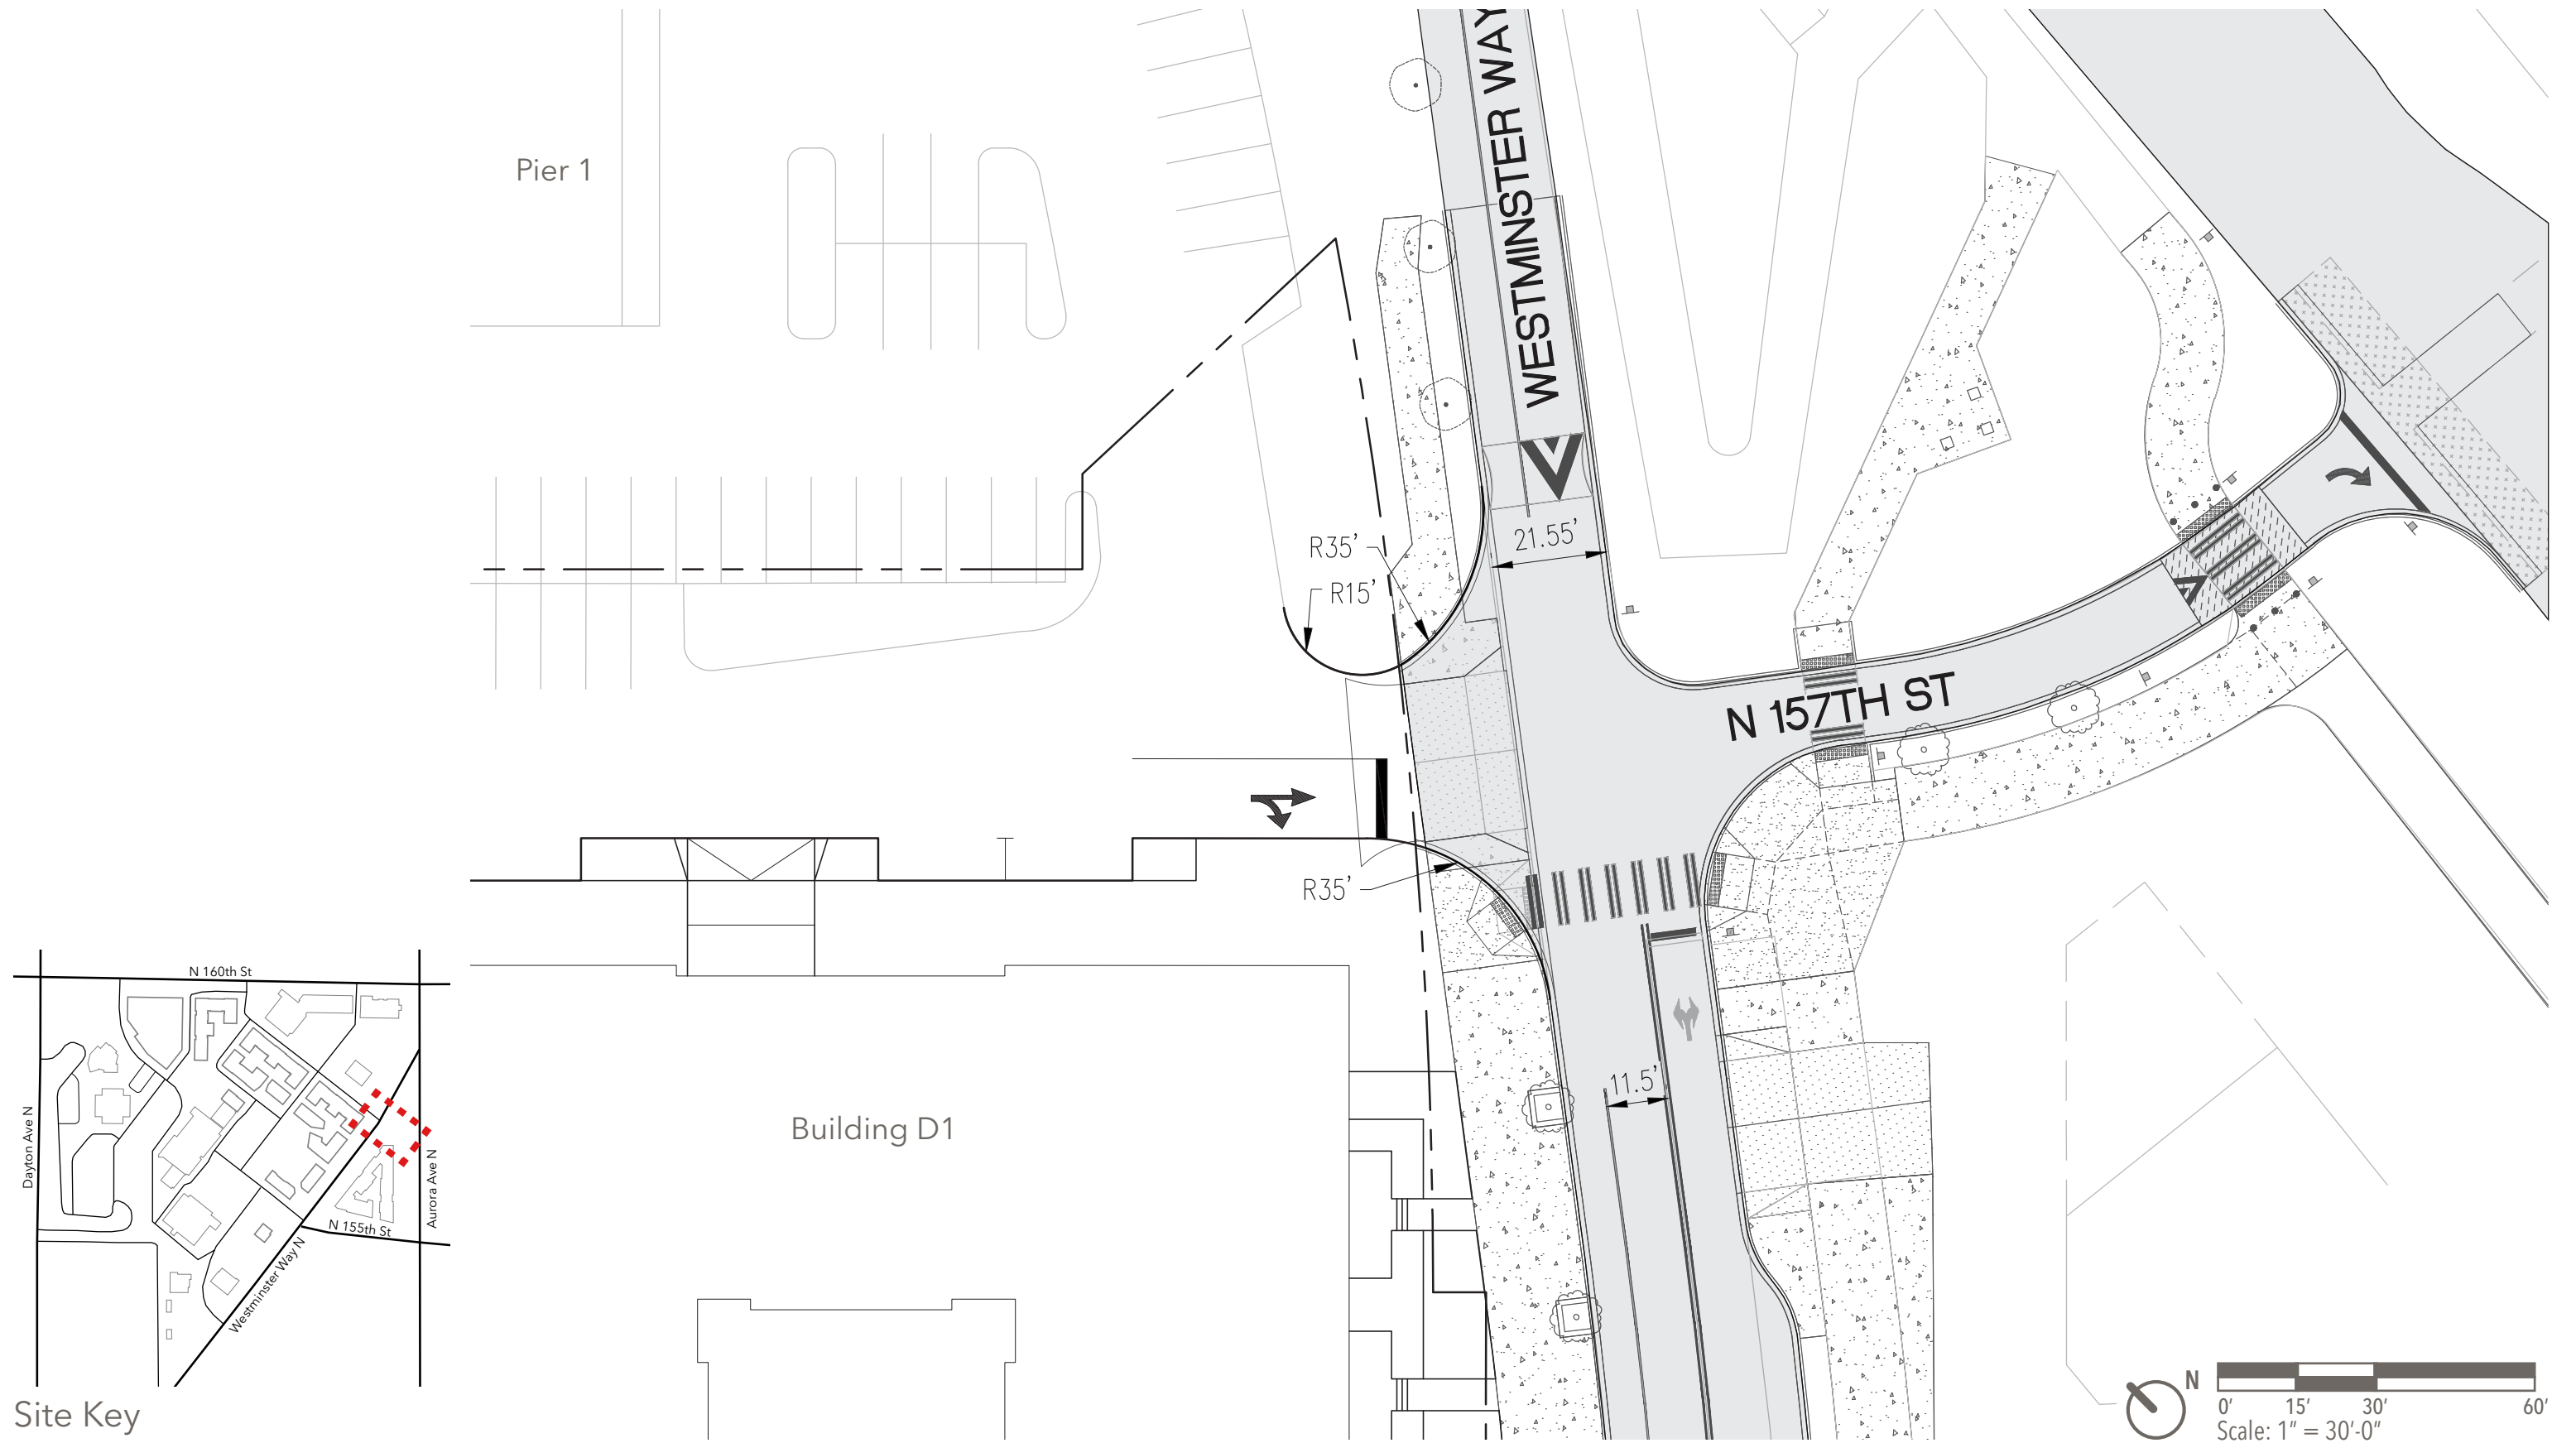 Pier 1
WESTMINSTER WAY
21.55'
R35'
R15'
N 157TH ST
R35'
11.5'
Building D1
N 160th St
Dayton Ave N
Aurora Ave N
N 155th St
Westminster Way N
Site Key
N
0' 15' 30' 60'
Scale: 1" = 30'-0"